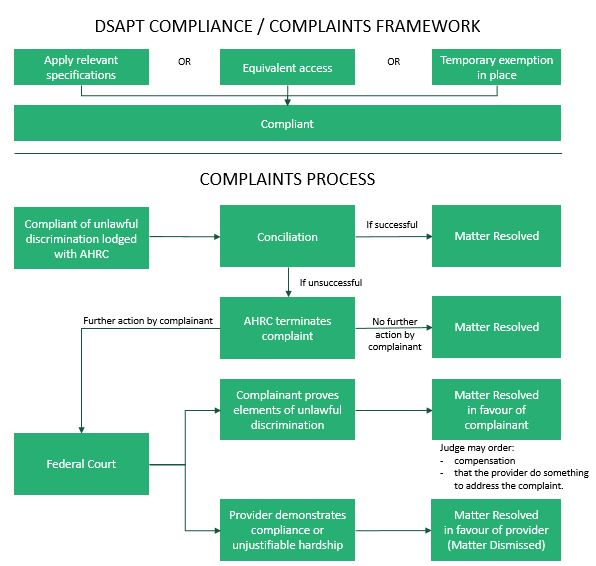 DSAPT COMPLIANCE / COMPLAINTS FRAMEWORK
Apply relevant
specifications
OR
Equivalent access
OR
Temporary exemption
in place
Compliant
COMPLAINTS PROCESS
Compliant of unlawful
discrimination lodged
with AHRC
Conciliation
If successful
Matter Resolved
If unsuccessful
Further action by complainant
AHRC terminates
complaint
No further
action by
complainant
Matter Resolved
Federal Court
Complainant proves
elements of unlawful
discrimination
Matter Resolved
in favour of
complainant
Judge may order:
- compensation
- that the provider do something
to address the complaint.
Provider demonstrates
compliance or
unjustifiable hardship
Matter Resolved
in favour of provider
(Matter Dismissed)